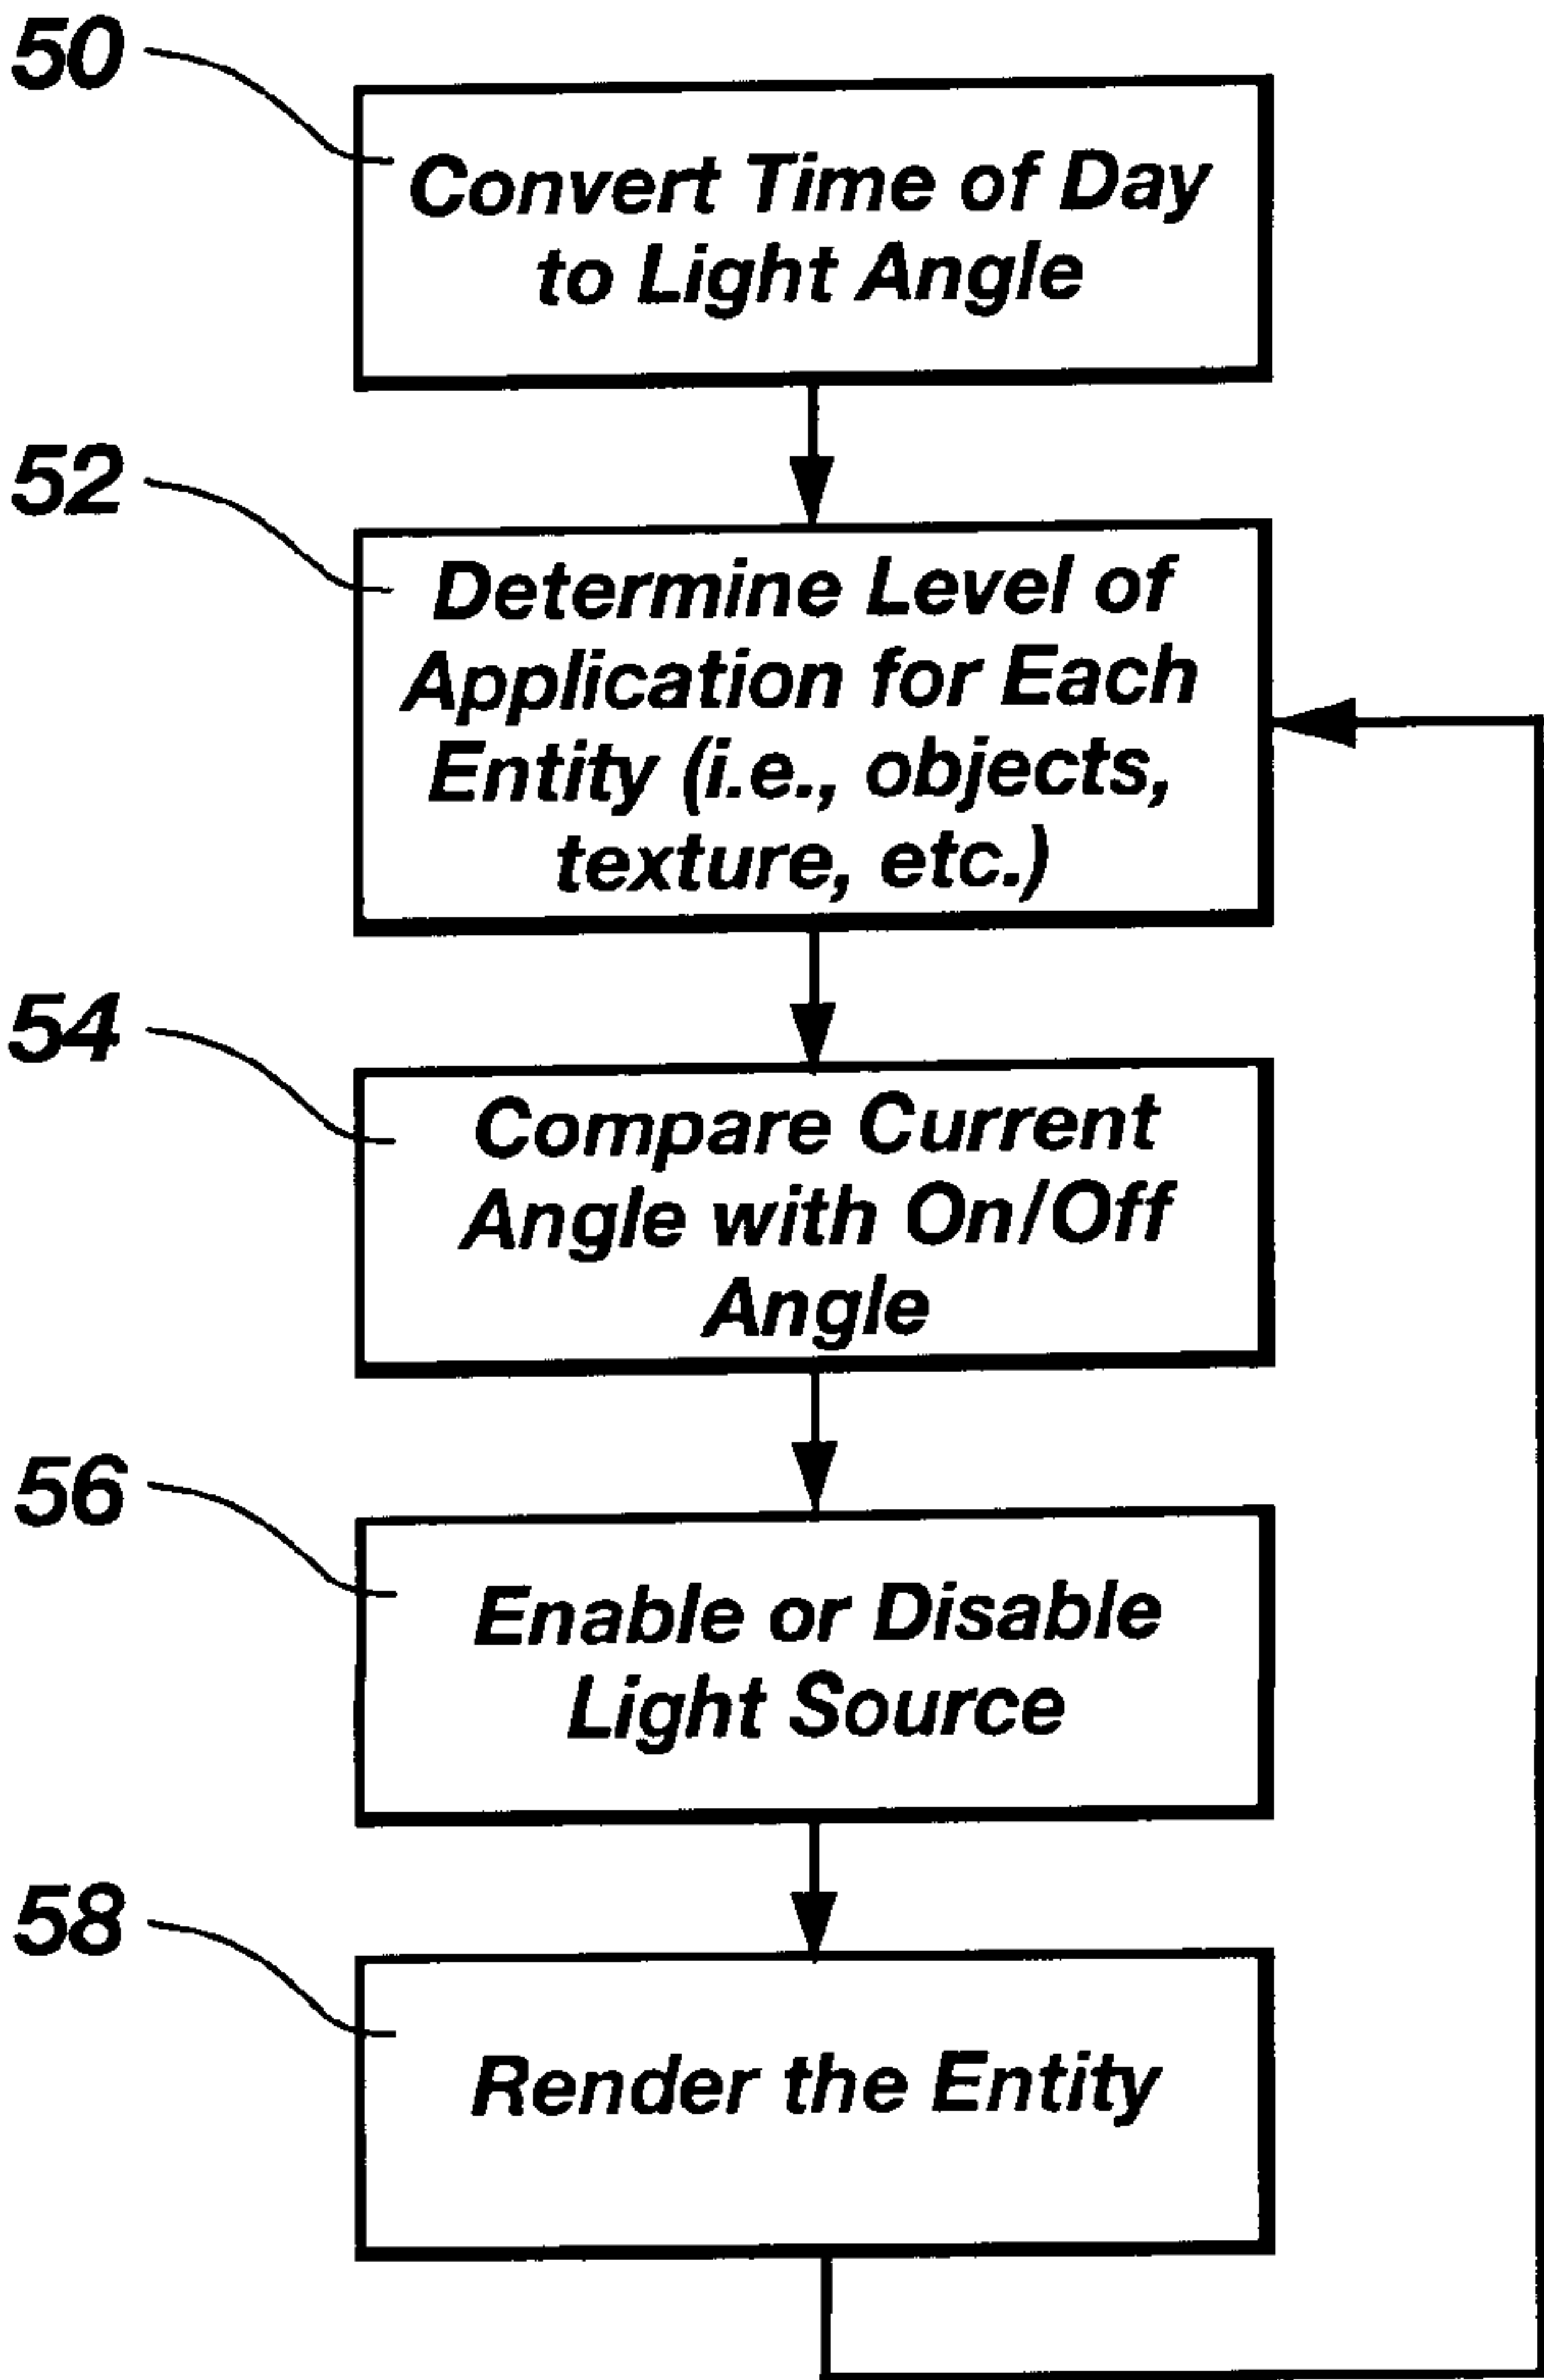 50
Convert Time of Day
to Light Angle
52
Determine Level of
Application for Each
Entity (i.e., objects,
texture, etc.)
54
Compare Current
Angle with On/Off
Angle
56
Enable or Disable
Light Source
58
Render the Entity